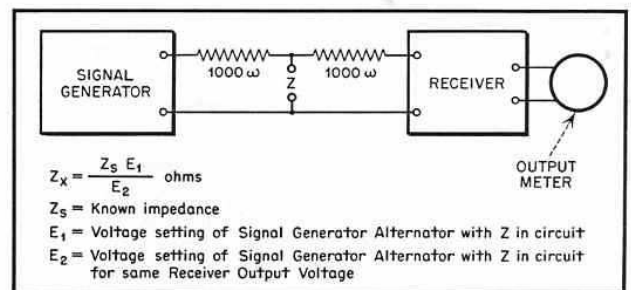 SIGNAL
GENERATOR
1000 ω
Z
1000 ω
RECEIVER
OUTPUT
METER
Zx = Zs E1 / E2 ohms
Zs = Known impedance
E1 = Voltage setting of Signal Generator Alternator with Z in circuit
E2 = Voltage setting of Signal Generator Alternator with Z in circuit
for same Receiver Output Voltage